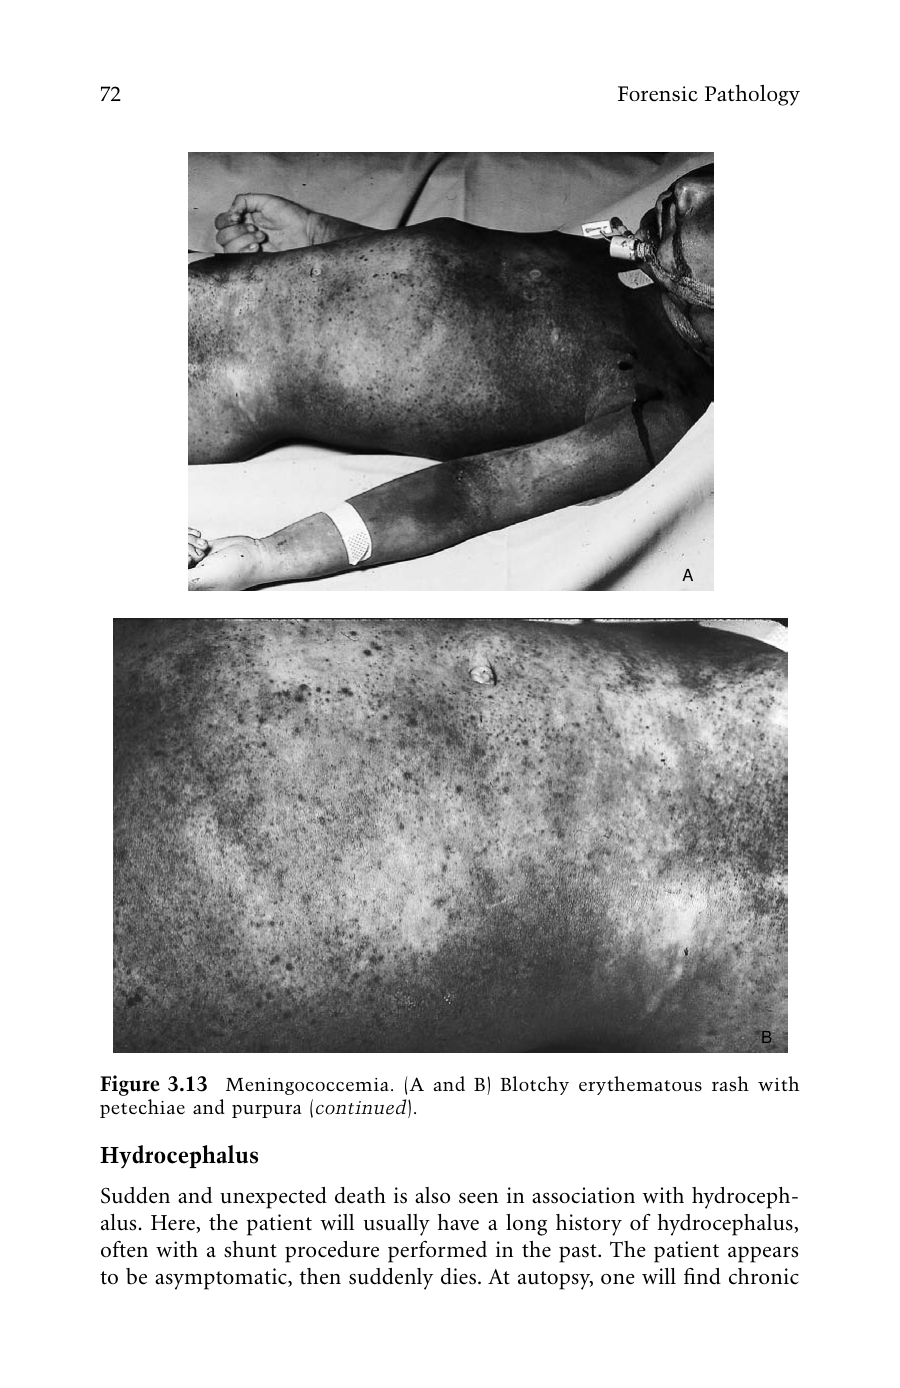 72
Forensic Pathology
A
B
Figure 3.13 Meningococcemia. (A and B) Blotchy erythematous rash with
petechiae and purpura (continued).
Hydrocephalus
Sudden and unexpected death is also seen in association with hydroceph-
alus. Here, the patient will usually have a long history of hydrocephalus,
often with a shunt procedure performed in the past. The patient appears
to be asymptomatic, then suddenly dies. At autopsy, one will find chronic